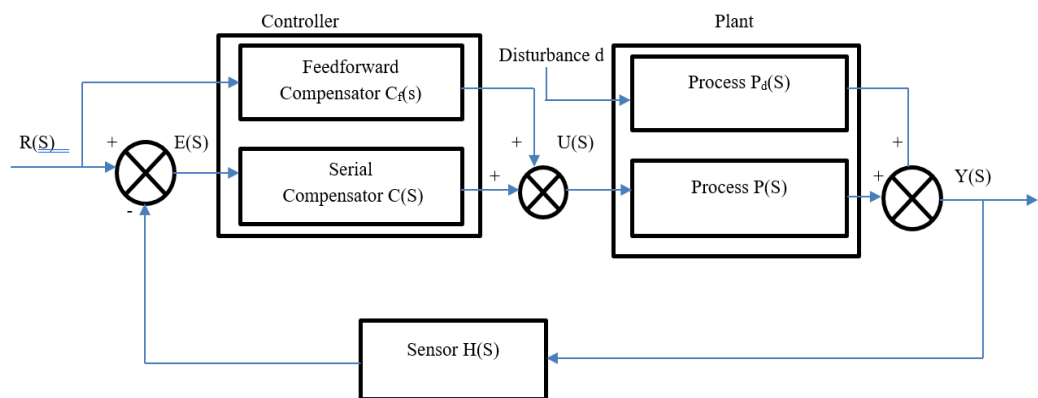 Controller
Plant
Feedforward
Compensator Cf(s)
Disturbance d
Process Pd(S)
R(S)
+
E(S)
+
U(S)
+
Y(S)
Serial
Compensator C(S)
+
Process P(S)
+
-
Sensor H(S)